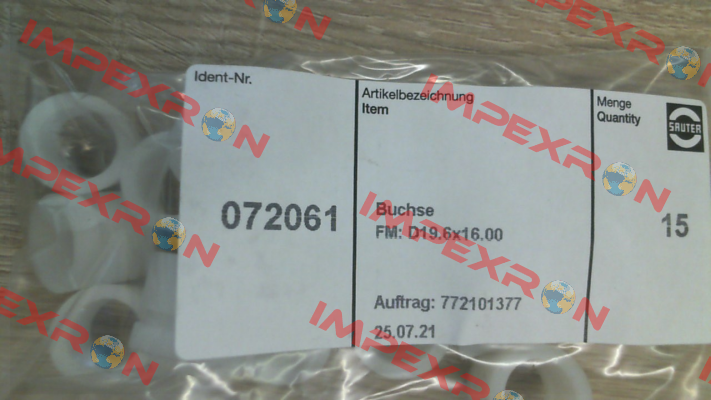 Ident-Nr.
Artikelbezeichnung
Item
Menge
Quantity
SAUTER
072061
Buchse
FM: D19.6x16.00
15
Auftrag: 772101377
25.07.21
IMPEXRON
IMPEXRON
IMPEXRON
IMPEXRON
IMPEXRON
IMPEXRON